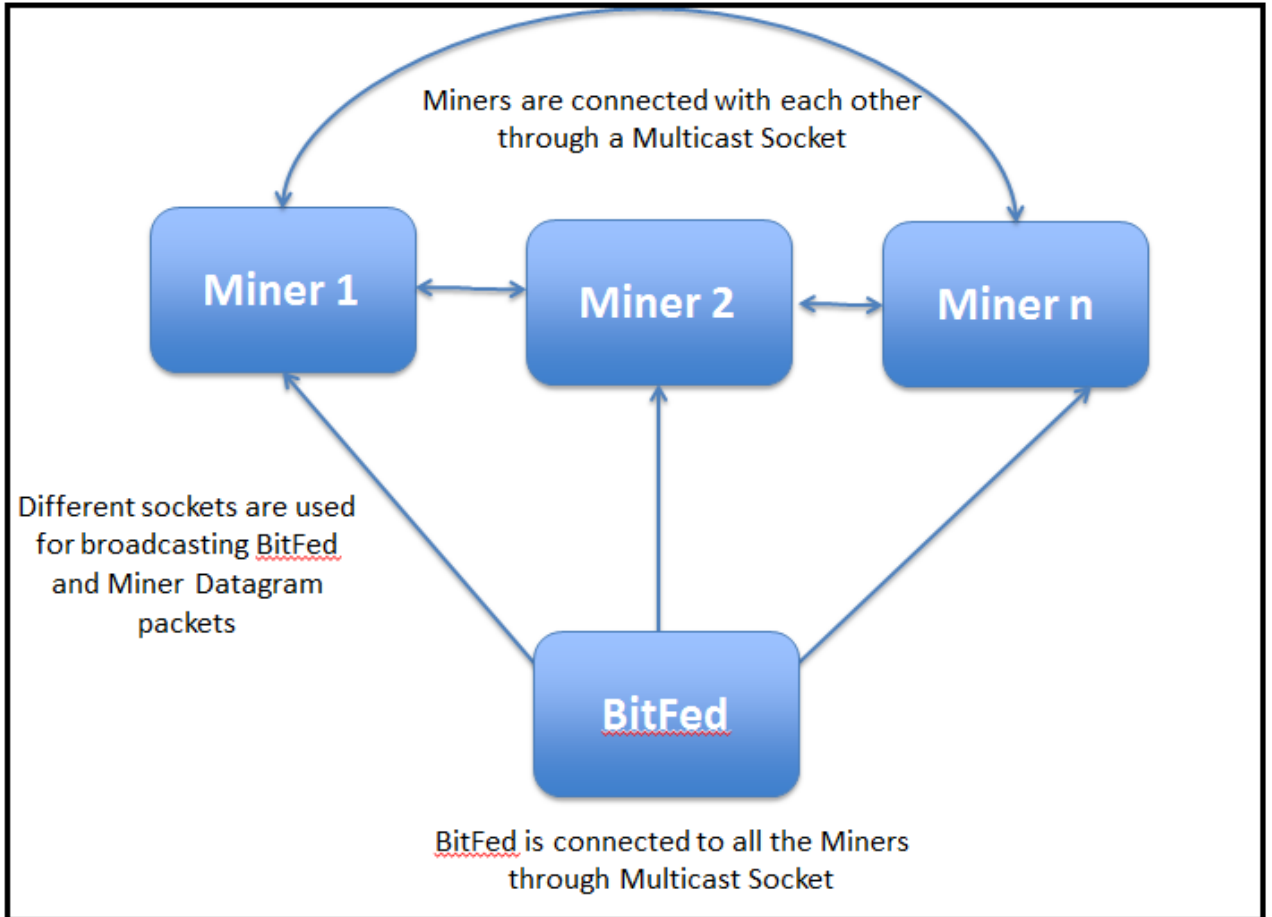 Miners are connected with each other
through a Multicast Socket
Miner 1
Miner 2
Miner n
Different sockets are used
for broadcasting BitFed
and Miner Datagram
packets
BitFed
BitFed is connected to all the Miners
through Multicast Socket